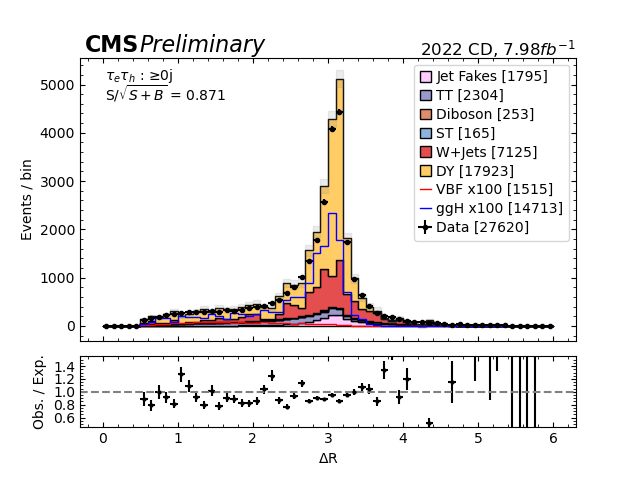 CMS Preliminary
2022 CD, 7.98fb⁻¹
τₑτₕ : ≥0j
S/√S + B = 0.871
Jet Fakes [1795]
TT [2304]
Diboson [253]
ST [165]
W+Jets [7125]
DY [17923]
VBF x100 [1515]
ggH x100 [14713]
Data [27620]
Events / bin
5000
4000
3000
2000
1000
0
Obs. / Exp.
1.4
1.2
1.0
0.8
0.6
0 1 2 3 4 5 6
ΔR